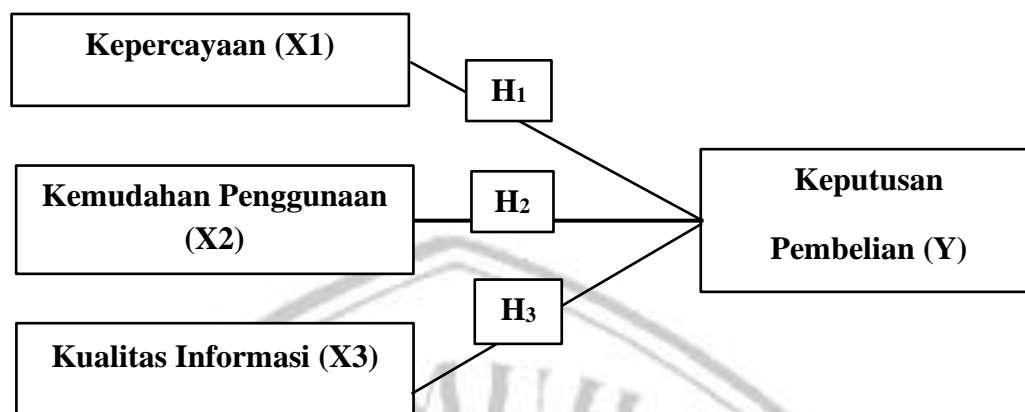 Kepercayaan (X1)
H1
Kemudahan Penggunaan
(X2)
H2
Keputusan
Pembelian (Y)
H3
Kualitas Informasi (X3)